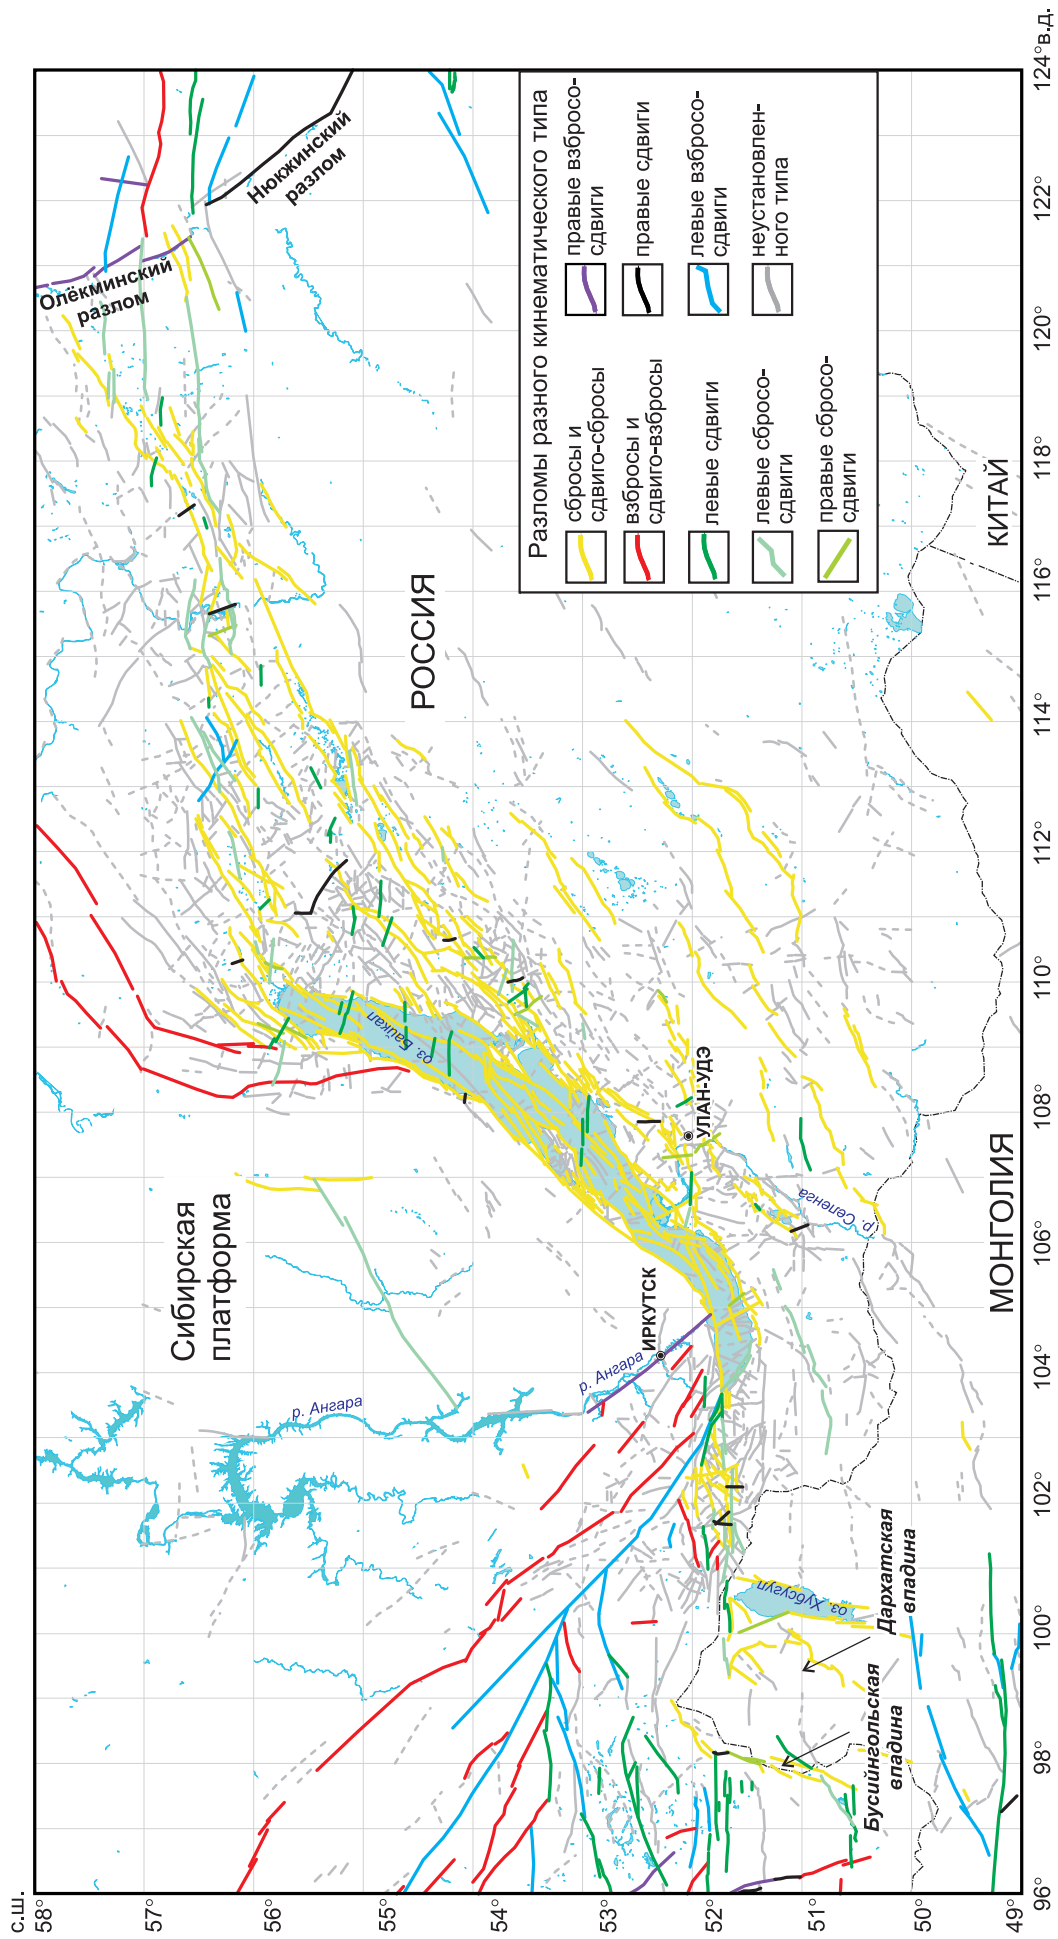 с.ш.
58°
57°
56°
55°
54°
53°
52°
51°
50°
49°
96°
98°
100°
102°
104°
106°
108°
110°
112°
114°
116°
118°
120°
122°
124°в.д.
Сибирская
платформа
РОССИЯ
МОНГОЛИЯ
КИТАЙ
Олёкминский
разлом
Нюкжинский
разлом
оз. Байкал
р. Ангара
р. Ангара
ИРКУТСК
УЛАН-УДЭ
р. Селенга
оз. Хубсугул
Дархатская
впадина
Бусийнгольская
впадина
Разломы разного кинематического типа
сбросы и
сдвиго-сбросы
взбросы и
сдвиго-взбросы
левые сдвиги
левые сбросо-
сдвиги
правые сбросо-
сдвиги
правые взбросо-
сдвиги
правые сдвиги
левые взбросо-
сдвиги
неустановлен-
ного типа